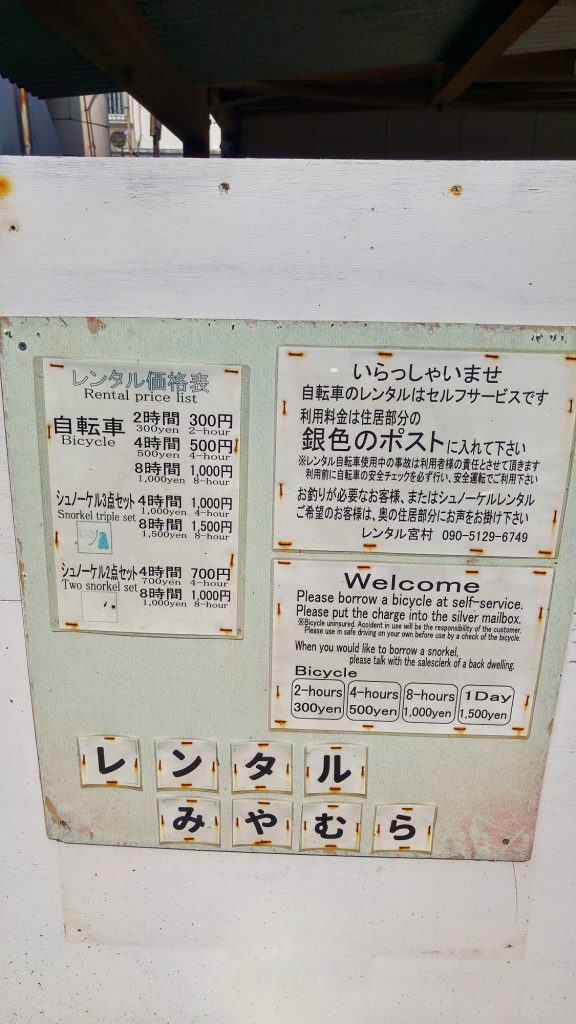 レンタル価格表
Rental price list
自転車 2時間 300円
Bicycle 300yen 2-hour
4時間 500円
500yen 4-hour
8時間 1,000円
1,000yen 8-hour
シュノーケル3点セット 4時間 1,000円
Snorkel triple set 1,000yen 4-hour
8時間 1,500円
1,500yen 8-hour
シュノーケル2点セット 4時間 700円
Two snorkel set 700yen 4-hour
8時間 1,000円
1,000yen 8-hour
いらっしゃいませ
自転車のレンタルはセルフサービスです
利用料金は住居部分の
銀色のポストに入れて下さい
※レンタル自転車使用中の事故は利用者様の責任とさせて頂きます
利用前に自転車の安全チェックを必ず行い、安全運転でご利用下さい
お釣りが必要なお客様、またはシュノーケルレンタル
ご希望のお客様は、奥の住居部分にお声をお掛け下さい
レンタル宮村 090-5129-6749
Welcome
Please borrow a bicycle at self-service.
Please put the charge into the silver mailbox.
※Bicycle uninsured. Accident in use will be the responsibility of the customer.
Please use in safe driving on your own before use by a check of the bicycle.
When you would like to borrow a snorkel,
please talk with the salesclerk of a back dwelling.
Bicycle
2-hours 4-hours 8-hours 1Day
300yen 500yen 1,000yen 1,500yen
レンタル
みやむら